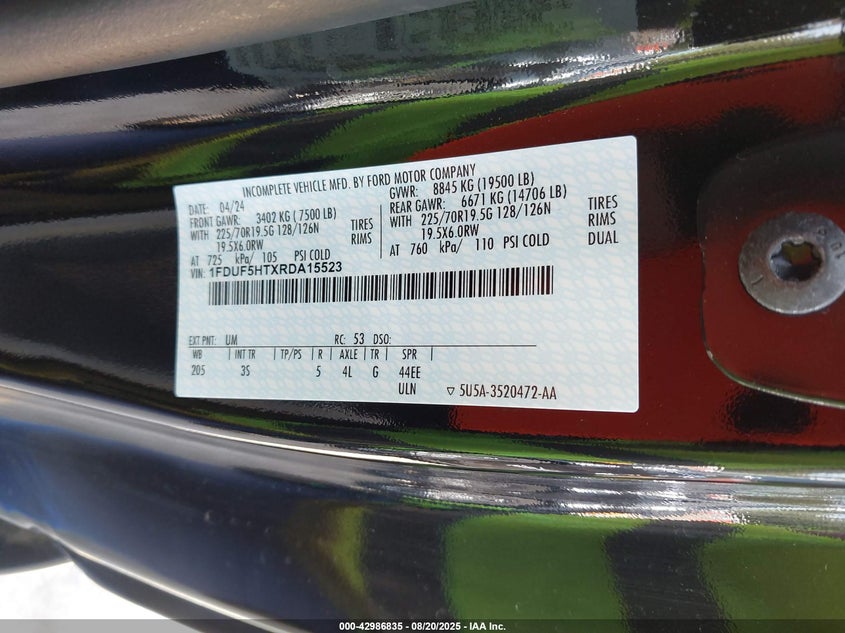 INCOMPLETE VEHICLE MFD. BY FORD MOTOR COMPANY
DATE: 04/24 GVWR: 8845 KG (19500 LB)
FRONT GAWR: 3402 KG (7500 LB) REAR GAWR: 6671 KG (14706 LB)
WITH 225/70R19.5G 128/126N TIRES WITH 225/70R19.5G 128/126N TIRES
19.5X6.0RW RIMS 19.5X6.0RW RIMS
AT 725 kPa/ 105 PSI COLD AT 760 kPa/ 110 PSI COLD DUAL
VIN: 1FDUF5HTXRDA15523
EXT PNT: UM RC: 53 DSO:
WB INT TR TP/PS R AXLE TR SPR
205 3S 5 4L G 44EE
ULN ▽ 5U5A-3520472-AA
000-42986835 - 08/20/2025 - IAA Inc.